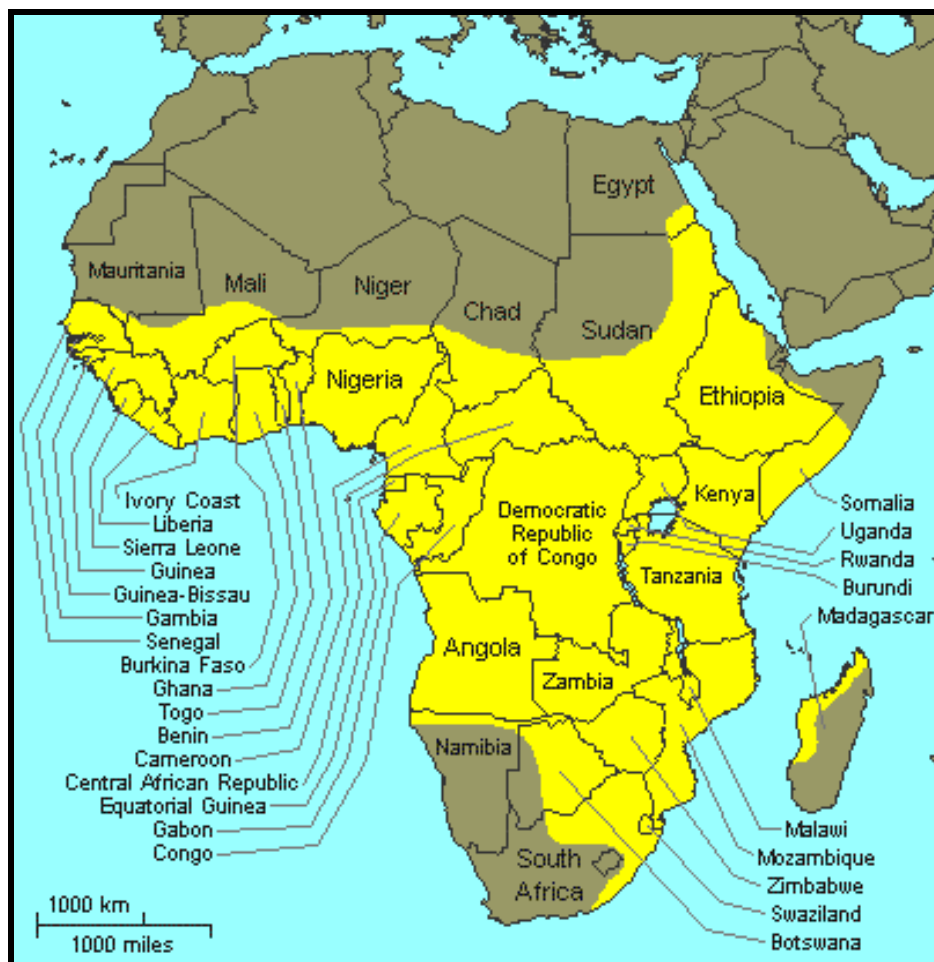 Egypt
Mauritania
Mali
Niger
Chad
Sudan
Nigeria
Ethiopia
Ivory Coast
Liberia
Sierra Leone
Guinea
Guinea-Bissau
Gambia
Senegal
Burkina Faso
Ghana
Togo
Benin
Cameroon
Central African Republic
Equatorial Guinea
Gabon
Congo
Democratic
Republic
of Congo
Kenya
Tanzania
Somalia
Uganda
Rwanda
Burundi
Madagascar
Angola
Zambia
Namibia
South
Africa
Malawi
Mozambique
Zimbabwe
Swaziland
Botswana
1000 km
1000 miles